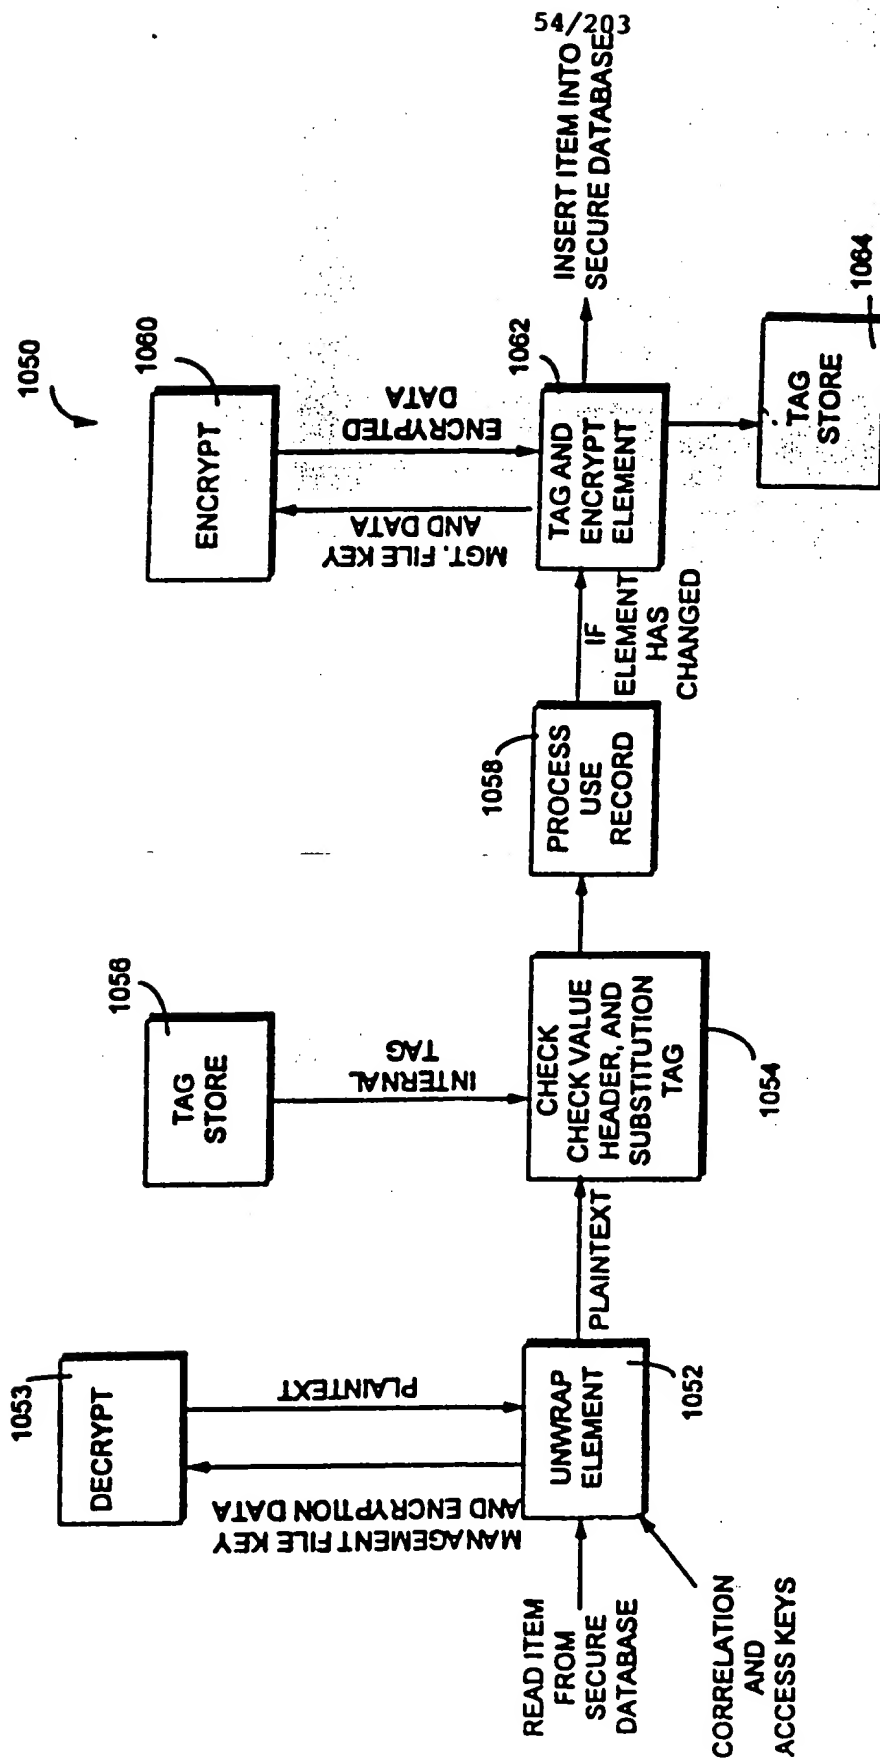 54/203
1050
1053
DECRYPT
MANAGEMENT FILE KEY
AND ENCRYPTION DATA
PLAINTEXT
READ ITEM
FROM
SECURE
DATABASE
CORRELATION
AND
ACCESS KEYS
UNWRAP
ELEMENT
1052
PLAINTEXT
1056
TAG
STORE
INTERNAL
TAG
CHECK
CHECK VALUE
HEADER, AND
SUBSTITUTION
TAG
1054
1058
PROCESS
USE
RECORD
IF
ELEMENT
HAS
CHANGED
1060
ENCRYPT
MGT. FILE KEY
AND DATA
ENCRYPTED
DATA
1062
TAG AND
ENCRYPT
ELEMENT
INSERT ITEM INTO
SECURE DATABASE
TAG
STORE
1064